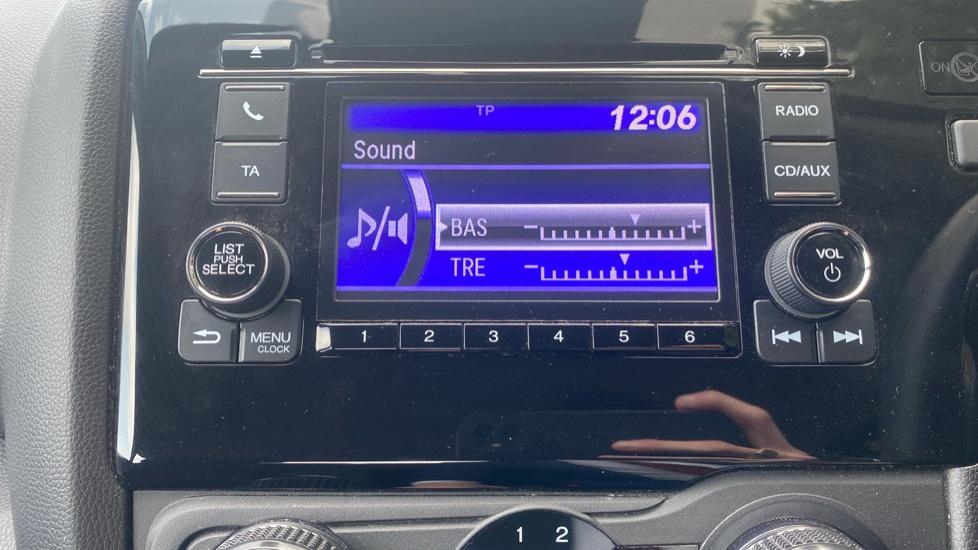 TP 12:06
Sound
BAS - +
TRE - +
TA
RADIO
CD/AUX
LIST
PUSH
SELECT
VOL
MENU
CLOCK
1 2 3 4 5 6
ON
1 2